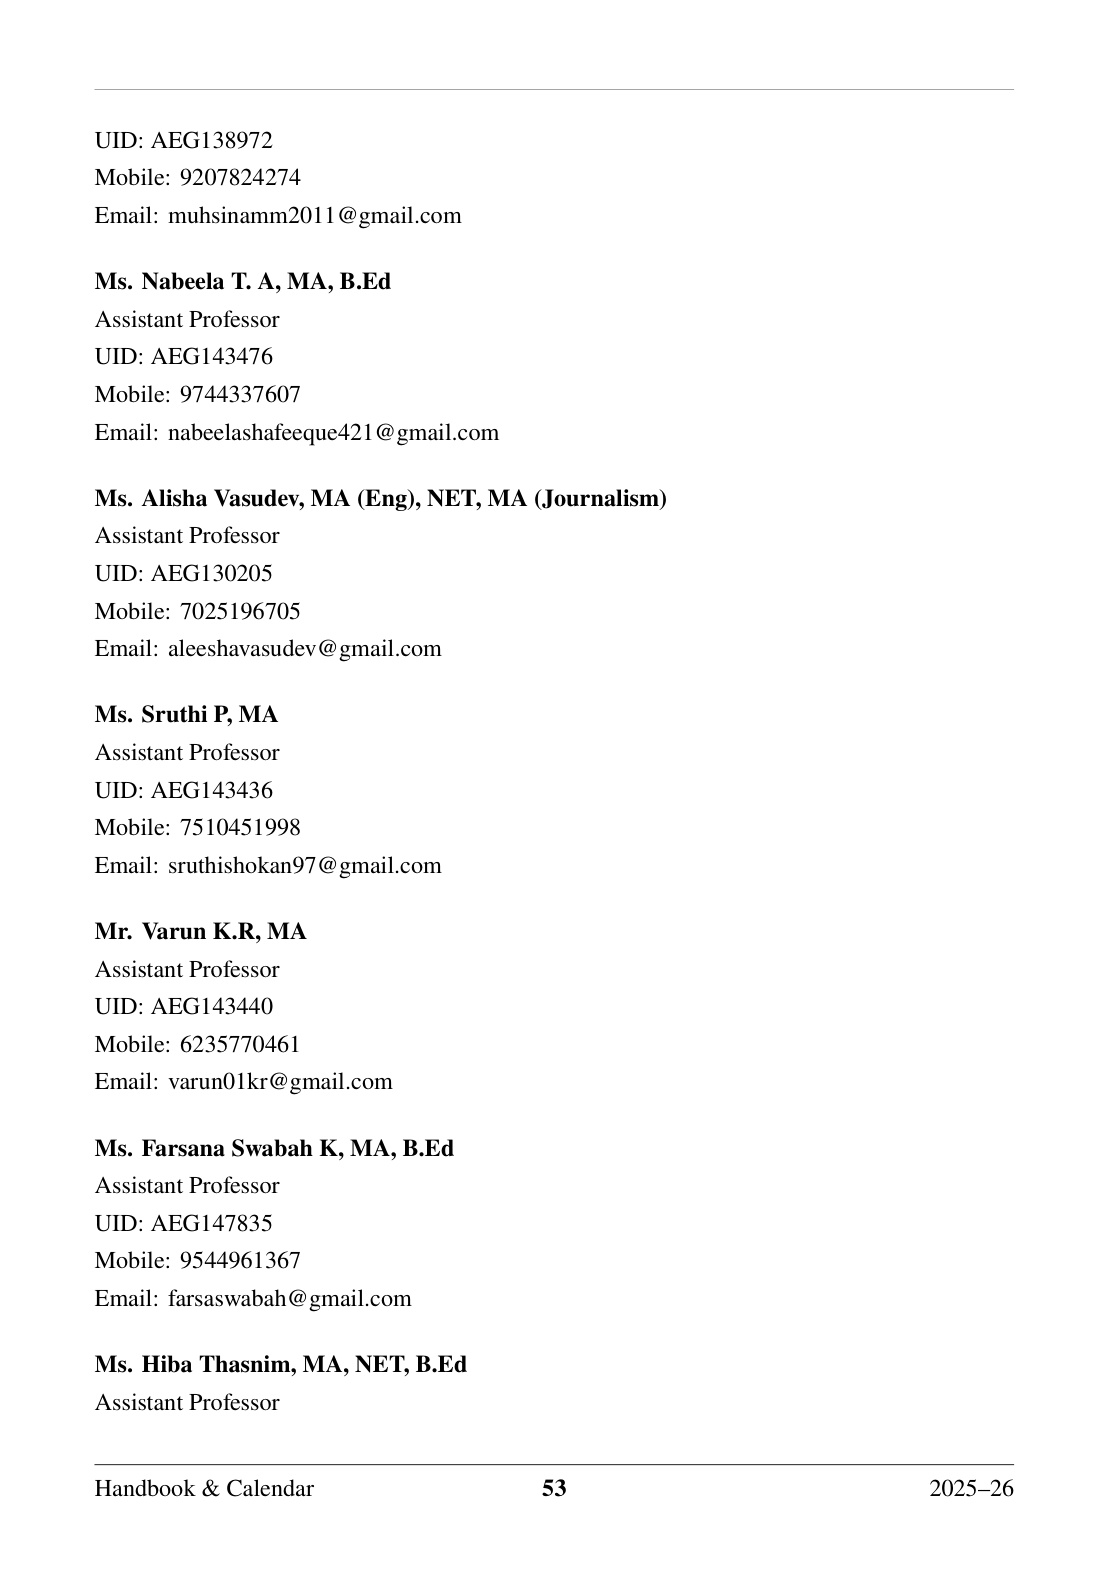 UID: AEG138972
Mobile: 9207824274
Email: muhsinamm2011@gmail.com
Ms. Nabeela T. A, MA, B.Ed
Assistant Professor
UID: AEG143476
Mobile: 9744337607
Email: nabeelashafeeque421@gmail.com
Ms. Alisha Vasudev, MA (Eng), NET, MA (Journalism)
Assistant Professor
UID: AEG130205
Mobile: 7025196705
Email: aleeshavasudev@gmail.com
Ms. Sruthi P, MA
Assistant Professor
UID: AEG143436
Mobile: 7510451998
Email: sruthishokan97@gmail.com
Mr. Varun K.R, MA
Assistant Professor
UID: AEG143440
Mobile: 6235770461
Email: varun01kr@gmail.com
Ms. Farsana Swabah K, MA, B.Ed
Assistant Professor
UID: AEG147835
Mobile: 9544961367
Email: farsaswabah@gmail.com
Ms. Hiba Thasnim, MA, NET, B.Ed
Assistant Professor
Handbook & Calendar 53 2025–26